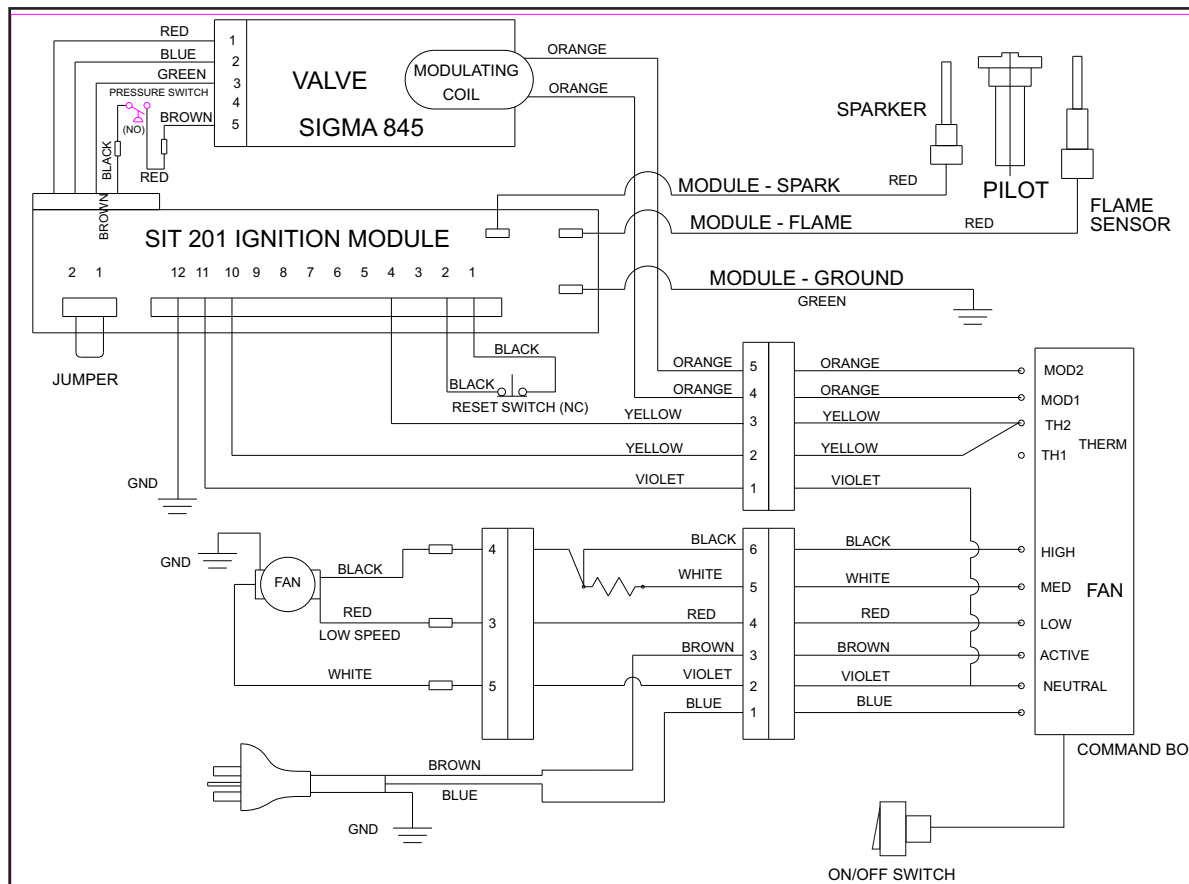 RED
BLUE
GREEN
PRESSURE SWITCH
(NO)
BROWN
BLACK
RED
BROWN
1
2
3
4
5
VALVE
SIGMA 845
MODULATING
COIL
ORANGE
ORANGE
SPARKER
PILOT
FLAME
SENSOR
MODULE - SPARK
RED
MODULE - FLAME
RED
MODULE - GROUND
GREEN
SIT 201 IGNITION MODULE
2 1
12 11 10 9 8 7 6 5 4 3 2 1
JUMPER
BLACK
BLACK
RESET SWITCH (NC)
ORANGE 5 ORANGE MOD2
ORANGE 4 ORANGE MOD1
YELLOW 3 YELLOW TH2
THERM
YELLOW 2 YELLOW TH1
VIOLET 1 VIOLET
GND
GND
FAN
BLACK 4
RED 3
LOW SPEED
WHITE 5
BLACK 6 BLACK HIGH
WHITE 5 WHITE MED
FAN
RED 4 RED LOW
BROWN 3 BROWN ACTIVE
VIOLET 2 VIOLET NEUTRAL
BLUE 1 BLUE
COMMAND BO
BROWN
BLUE
GND
ON/OFF SWITCH